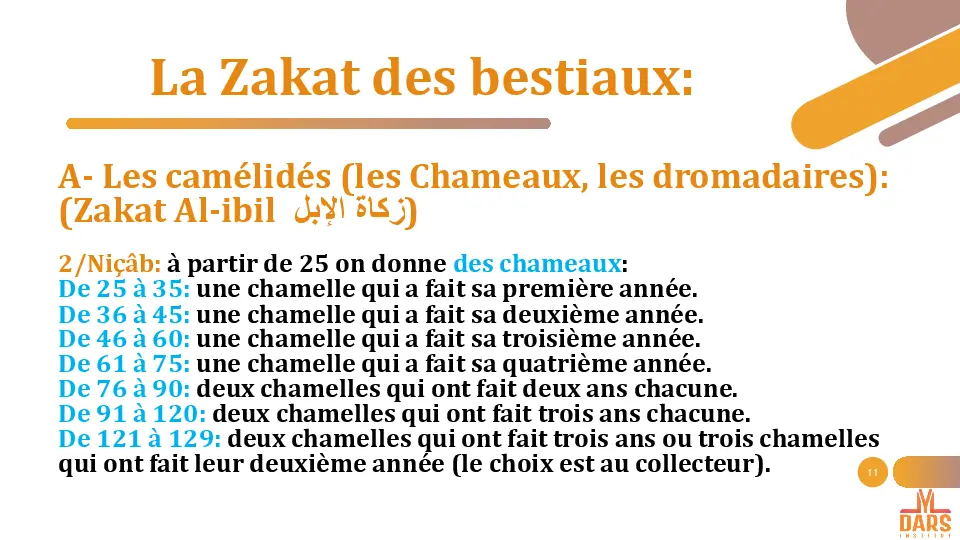 La Zakat des bestiaux:
A- Les camélidés (les Chameaux, les dromadaires):
(Zakat Al-ibil زكاة الإبل)
2/Niçâb: à partir de 25 on donne des chameaux:
De 25 à 35: une chamelle qui a fait sa première année.
De 36 à 45: une chamelle qui a fait sa deuxième année.
De 46 à 60: une chamelle qui a fait sa troisième année.
De 61 à 75: une chamelle qui a fait sa quatrième année.
De 76 à 90: deux chamelles qui ont fait deux ans chacune.
De 91 à 120: deux chamelles qui ont fait trois ans chacune.
De 121 à 129: deux chamelles qui ont fait trois ans ou trois chamelles
qui ont fait leur deuxième année (le choix est au collecteur).
11
DARS
INSTITUT